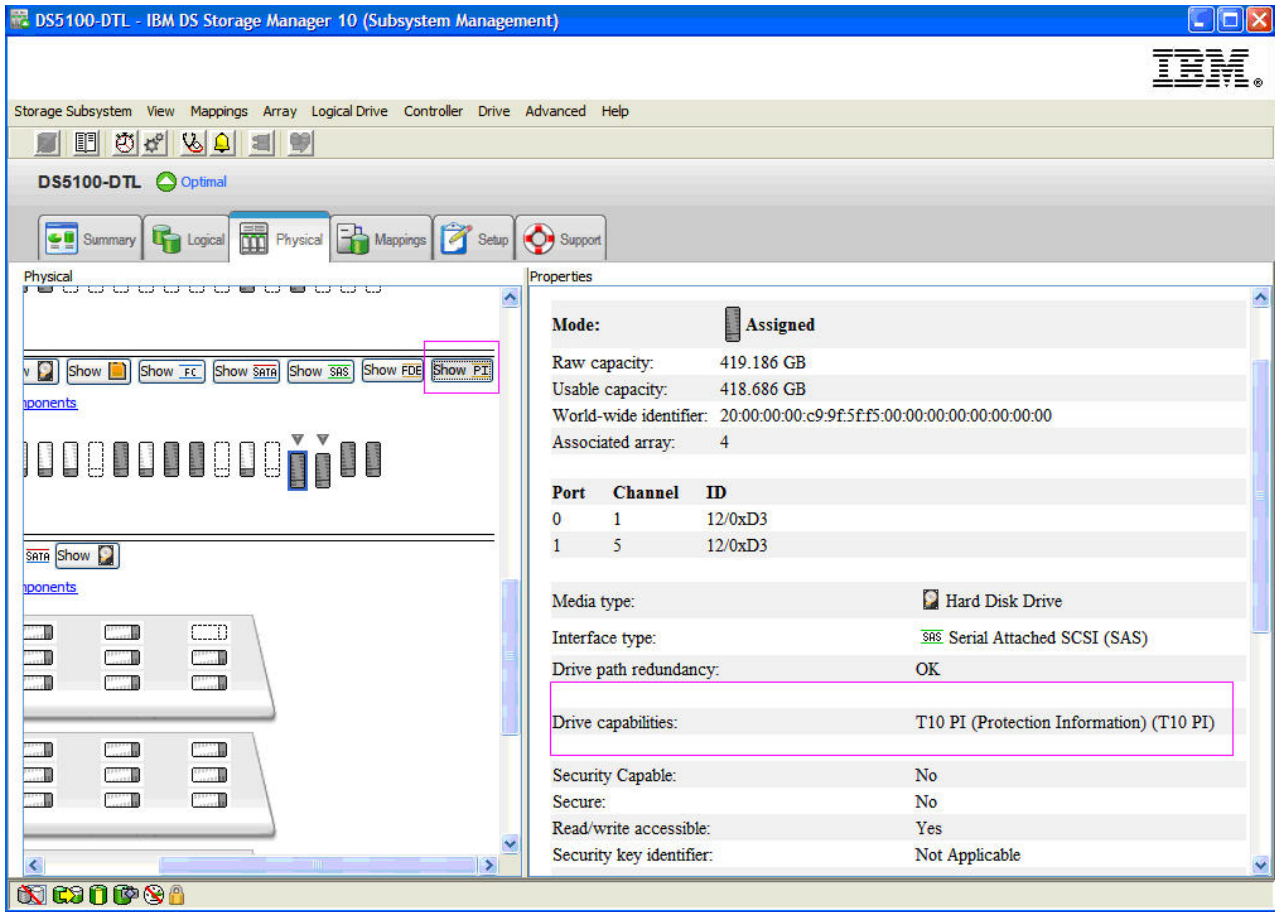 DS5100-DTL - IBM DS Storage Manager 10 (Subsystem Management)
IBM®
Storage Subsystem View Mappings Array Logical Drive Controller Drive Advanced Help
DS5100-DTL Optimal
Summary Logical Physical Mappings Setup Support
Physical
Show Show FC Show SATA Show SAS Show FDE Show PI
SATA Show
Properties
Mode: Assigned
Raw capacity: 419.186 GB
Usable capacity: 418.686 GB
World-wide identifier: 20:00:00:00:c9:9f:5f:f5:00:00:00:00:00:00:00:00
Associated array: 4
Port Channel ID
0 1 12/0xD3
1 5 12/0xD3
Media type: Hard Disk Drive
Interface type: SAS Serial Attached SCSI (SAS)
Drive path redundancy: OK
Drive capabilities: T10 PI (Protection Information) (T10 PI)
Security Capable: No
Secure: No
Read/write accessible: Yes
Security key identifier: Not Applicable